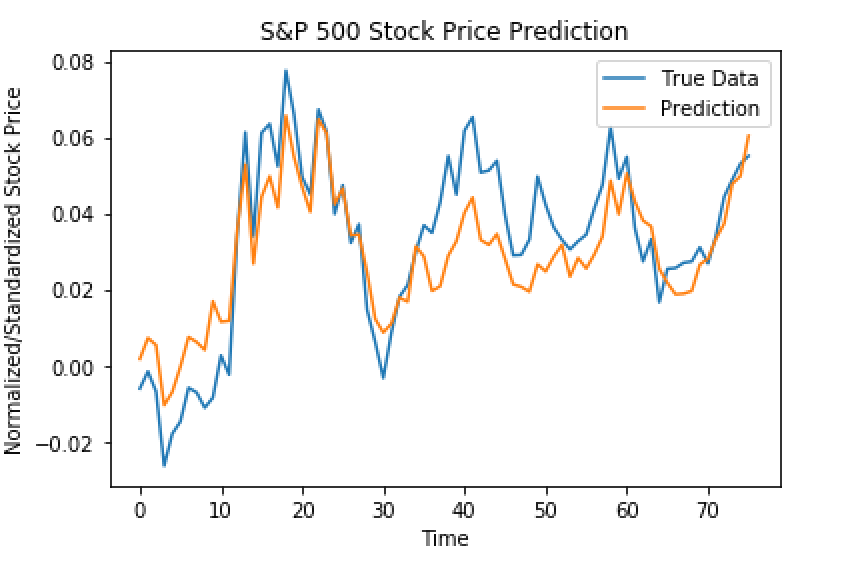 S&P 500 Stock Price Prediction
True Data
Prediction
Normalized/Standardized Stock Price
0.08
0.06
0.04
0.02
0.00
−0.02
0 10 20 30 40 50 60 70
Time